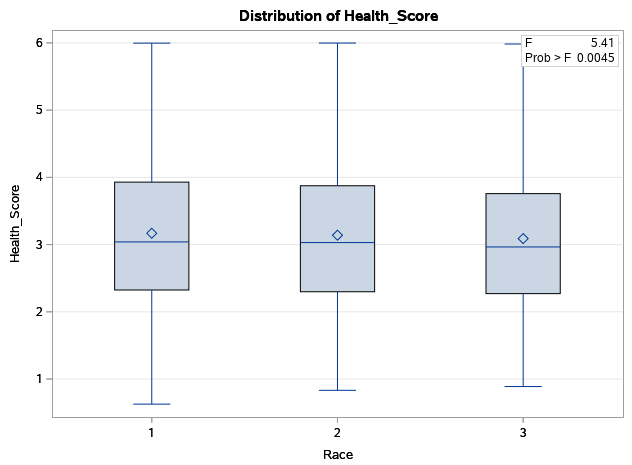 Distribution of Health_Score
F 5.41
Prob > F 0.0045
Health_Score
6
5
4
3
2
1
1 2 3
Race